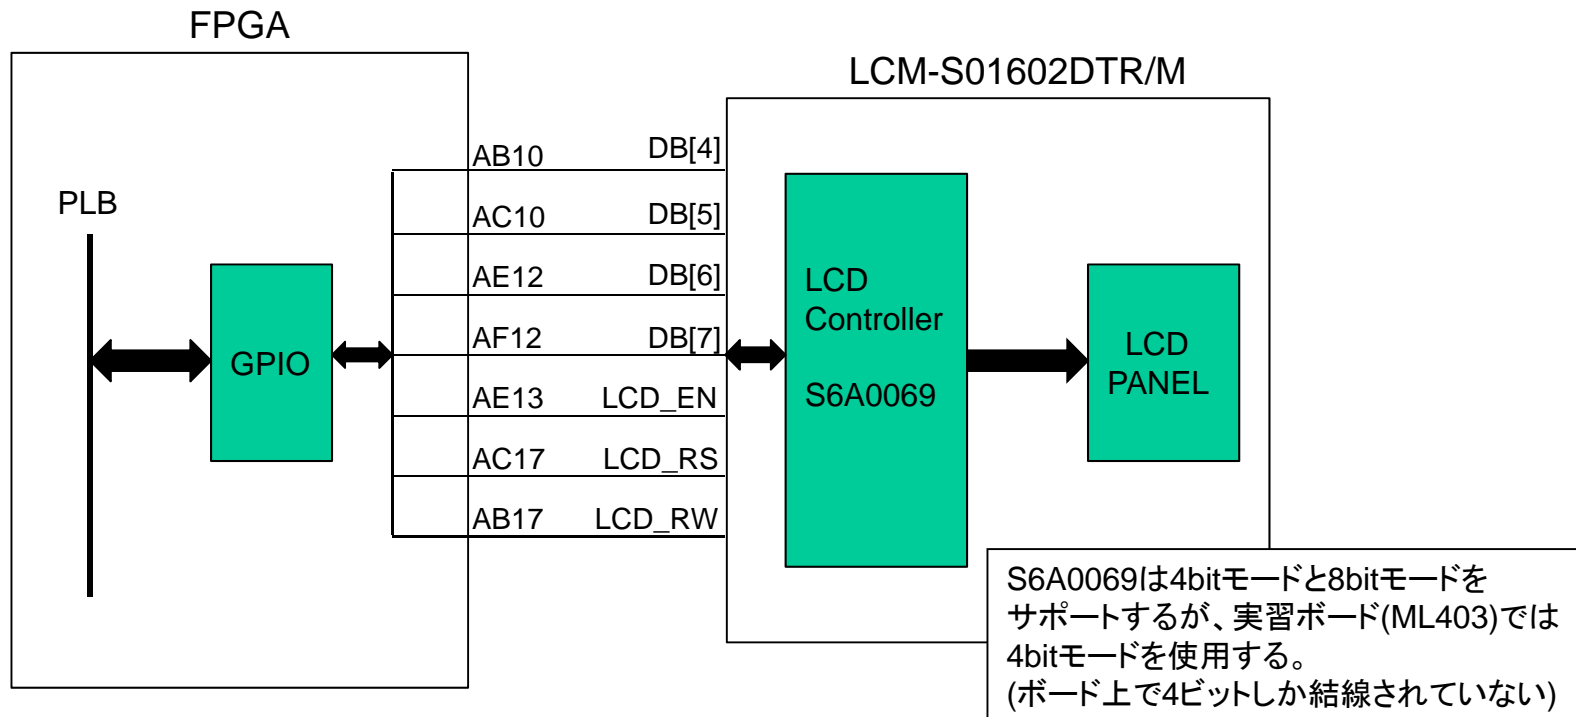 FPGA
LCM-S01602DTR/M
PLB
GPIO
AB10 DB[4]
AC10 DB[5]
AE12 DB[6]
AF12 DB[7]
AE13 LCD_EN
AC17 LCD_RS
AB17 LCD_RW
LCD
Controller
S6A0069
LCD
PANEL
S6A0069は4bitモードと8bitモードを
サポートするが、実習ボード(ML403)では
4bitモードを使用する。
(ボード上で4ビットしか結線されていない)